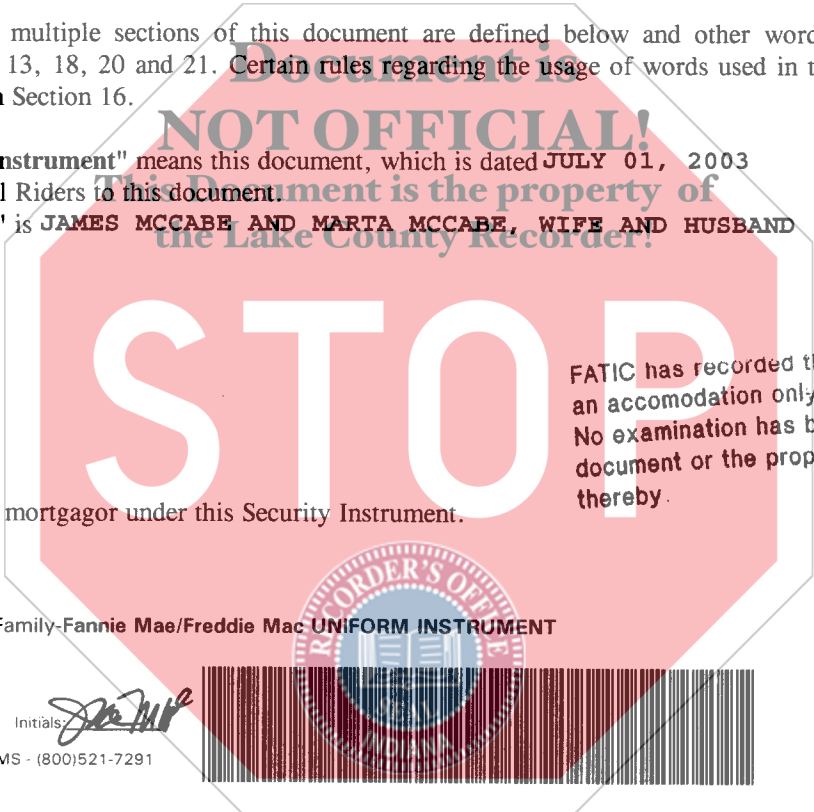 multiple sections of this document are defined below and other word
13, 18, 20 and 21. Certain rules regarding the usage of words used in t
Section 16.
Document is
NOT OFFICIAL!
nstrument" means this document, which is dated JULY 01, 2003
l Riders to this document.
This Document is the property of
" is JAMES MCCABE AND MARTA MCCABE, WIFE AND HUSBAND
the Lake County Recorder!
STOP
FATIC has recorded th
an accomodation only
No examination has b
document or the prop
thereby.
mortgagor under this Security Instrument.
RECORDER'S OFFICE
SEAL
INDIANA
Family-Fannie Mae/Freddie Mac UNIFORM INSTRUMENT
Initials:
MS - (800)521-7291